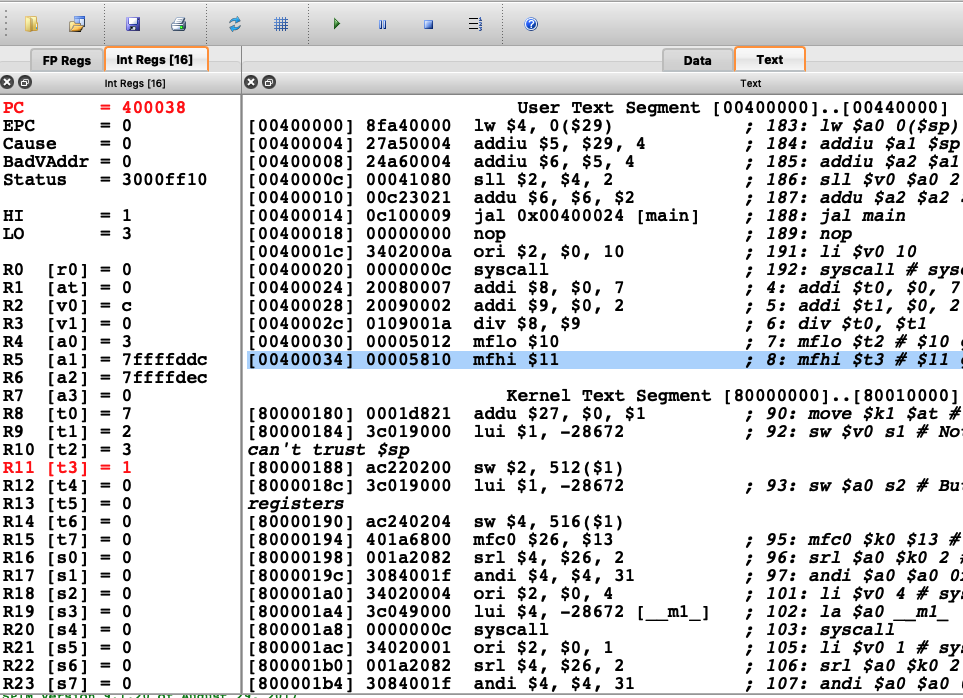 FP Regs Int Regs [16] Data Text
Int Regs [16] Text
PC = 400038
EPC = 0
Cause = 0
BadVAddr = 0
Status = 3000ff10
HI = 1
LO = 3
R0 [r0] = 0
R1 [at] = 0
R2 [v0] = c
R3 [v1] = 0
R4 [a0] = 3
R5 [a1] = 7ffffddc
R6 [a2] = 7ffffdec
R7 [a3] = 0
R8 [t0] = 7
R9 [t1] = 2
R10 [t2] = 3
R11 [t3] = 1
R12 [t4] = 0
R13 [t5] = 0
R14 [t6] = 0
R15 [t7] = 0
R16 [s0] = 0
R17 [s1] = 0
R18 [s2] = 0
R19 [s3] = 0
R20 [s4] = 0
R21 [s5] = 0
R22 [s6] = 0
R23 [s7] = 0
User Text Segment [00400000]..[00440000]
[00400000] 8fa40000 lw $4, 0($29) ; 183: lw $a0 0($sp)
[00400004] 27a50004 addiu $5, $29, 4 ; 184: addiu $a1 $sp
[00400008] 24a60004 addiu $6, $5, 4 ; 185: addiu $a2 $a1
[0040000c] 00041080 sll $2, $4, 2 ; 186: sll $v0 $a0 2
[00400010] 00c23021 addu $6, $6, $2 ; 187: addu $a2 $a2
[00400014] 0c100009 jal 0x00400024 [main] ; 188: jal main
[00400018] 00000000 nop ; 189: nop
[0040001c] 3402000a ori $2, $0, 10 ; 191: li $v0 10
[00400020] 0000000c syscall ; 192: syscall # sys
[00400024] 20080007 addi $8, $0, 7 ; 4: addi $t0, $0, 7
[00400028] 20090002 addi $9, $0, 2 ; 5: addi $t1, $0, 2
[0040002c] 0109001a div $8, $9 ; 6: div $t0, $t1
[00400030] 00005012 mflo $10 ; 7: mflo $t2 # $10
[00400034] 00005810 mfhi $11 ; 8: mfhi $t3 # $11
Kernel Text Segment [80000000]..[80010000]
[80000180] 0001d821 addu $27, $0, $1 ; 90: move $k1 $at #
[80000184] 3c019000 lui $1, -28672 ; 92: sw $v0 s1 # No
can't trust $sp
[80000188] ac220200 sw $2, 512($1)
[8000018c] 3c019000 lui $1, -28672 ; 93: sw $a0 s2 # Bu
registers
[80000190] ac240204 sw $4, 516($1)
[80000194] 401a6800 mfc0 $26, $13 ; 95: mfc0 $k0 $13 #
[80000198] 001a2082 srl $4, $26, 2 ; 96: srl $a0 $k0 2
[8000019c] 3084001f andi $4, $4, 31 ; 97: andi $a0 $a0
[800001a0] 34020004 ori $2, $0, 4 ; 101: li $v0 4 # sys
[800001a4] 3c049000 lui $4, -28672 [__m1_] ; 102: la $a0 __m1_
[800001a8] 0000000c syscall ; 103: syscall
[800001ac] 34020001 ori $2, $0, 1 ; 105: li $v0 1 # sys
[800001b0] 001a2082 srl $4, $26, 2 ; 106: srl $a0 $k0 2
[800001b4] 3084001f andi $4, $4, 31 ; 107: andi $a0 $a0